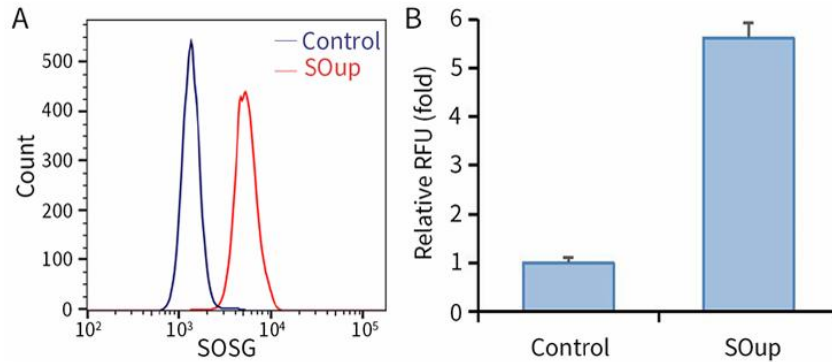 A
Control
SOup
500
400
300
200
100
0
10²
10³
10⁴
10⁵
Count
SOSG
B
6
5
4
3
2
1
0
Relative RFU (fold)
Control
SOup